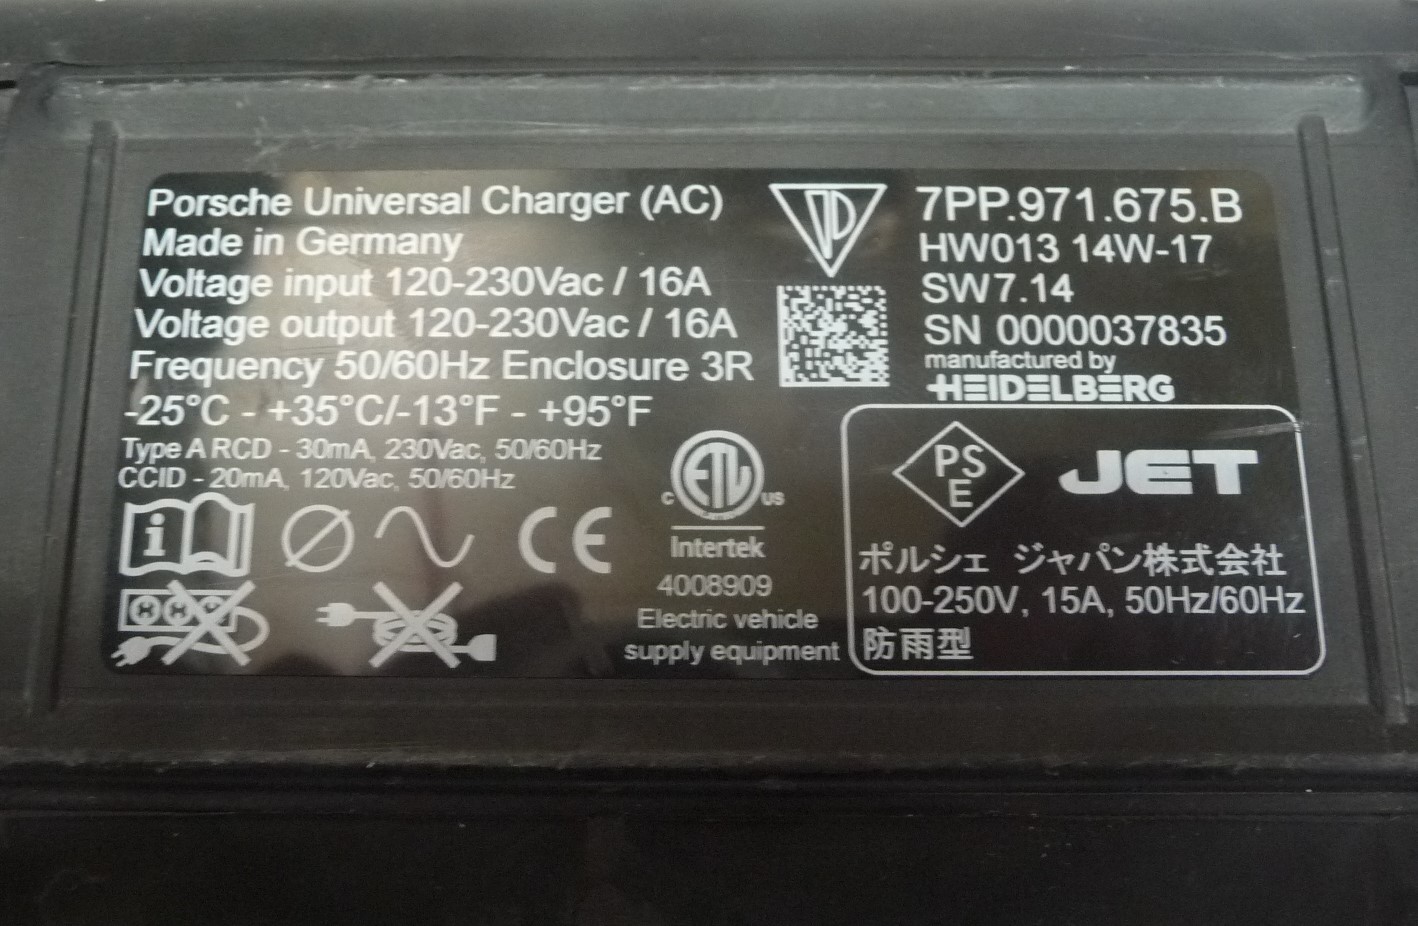 Porsche Universal Charger (AC)
Made in Germany
Voltage input 120-230Vac / 16A
Voltage output 120-230Vac / 16A
Frequency 50/60Hz Enclosure 3R
-25°C - +35°C/-13°F - +95°F
Type A RCD - 30mA, 230Vac, 50/60Hz
CCID - 20mA, 120Vac, 50/60Hz
i
CE
7PP.971.675.B
HW013 14W-17
SW7.14
SN 0000037835
manufactured by
HEIDELBERG
C ETL US
Intertek
4008909
Electric vehicle
supply equipment
PS
E
JET
ポルシェ ジャパン株式会社
100-250V, 15A, 50Hz/60Hz
防雨型